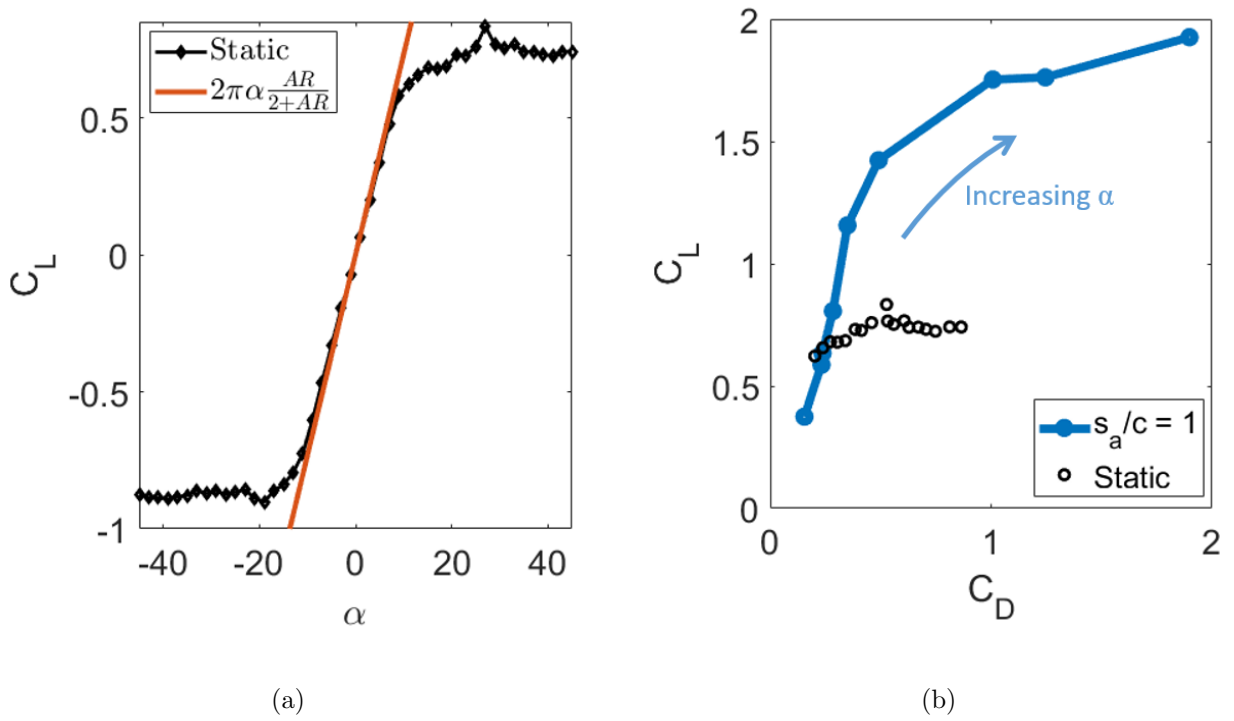 Static
2πα AR/2+AR
0.5
0
-0.5
-1
C_L
-40 -20 0 20 40
α
(a)
2
1.5
1
0.5
0
C_L
Increasing α
s_a/c = 1
Static
0 1 2
C_D
(b)